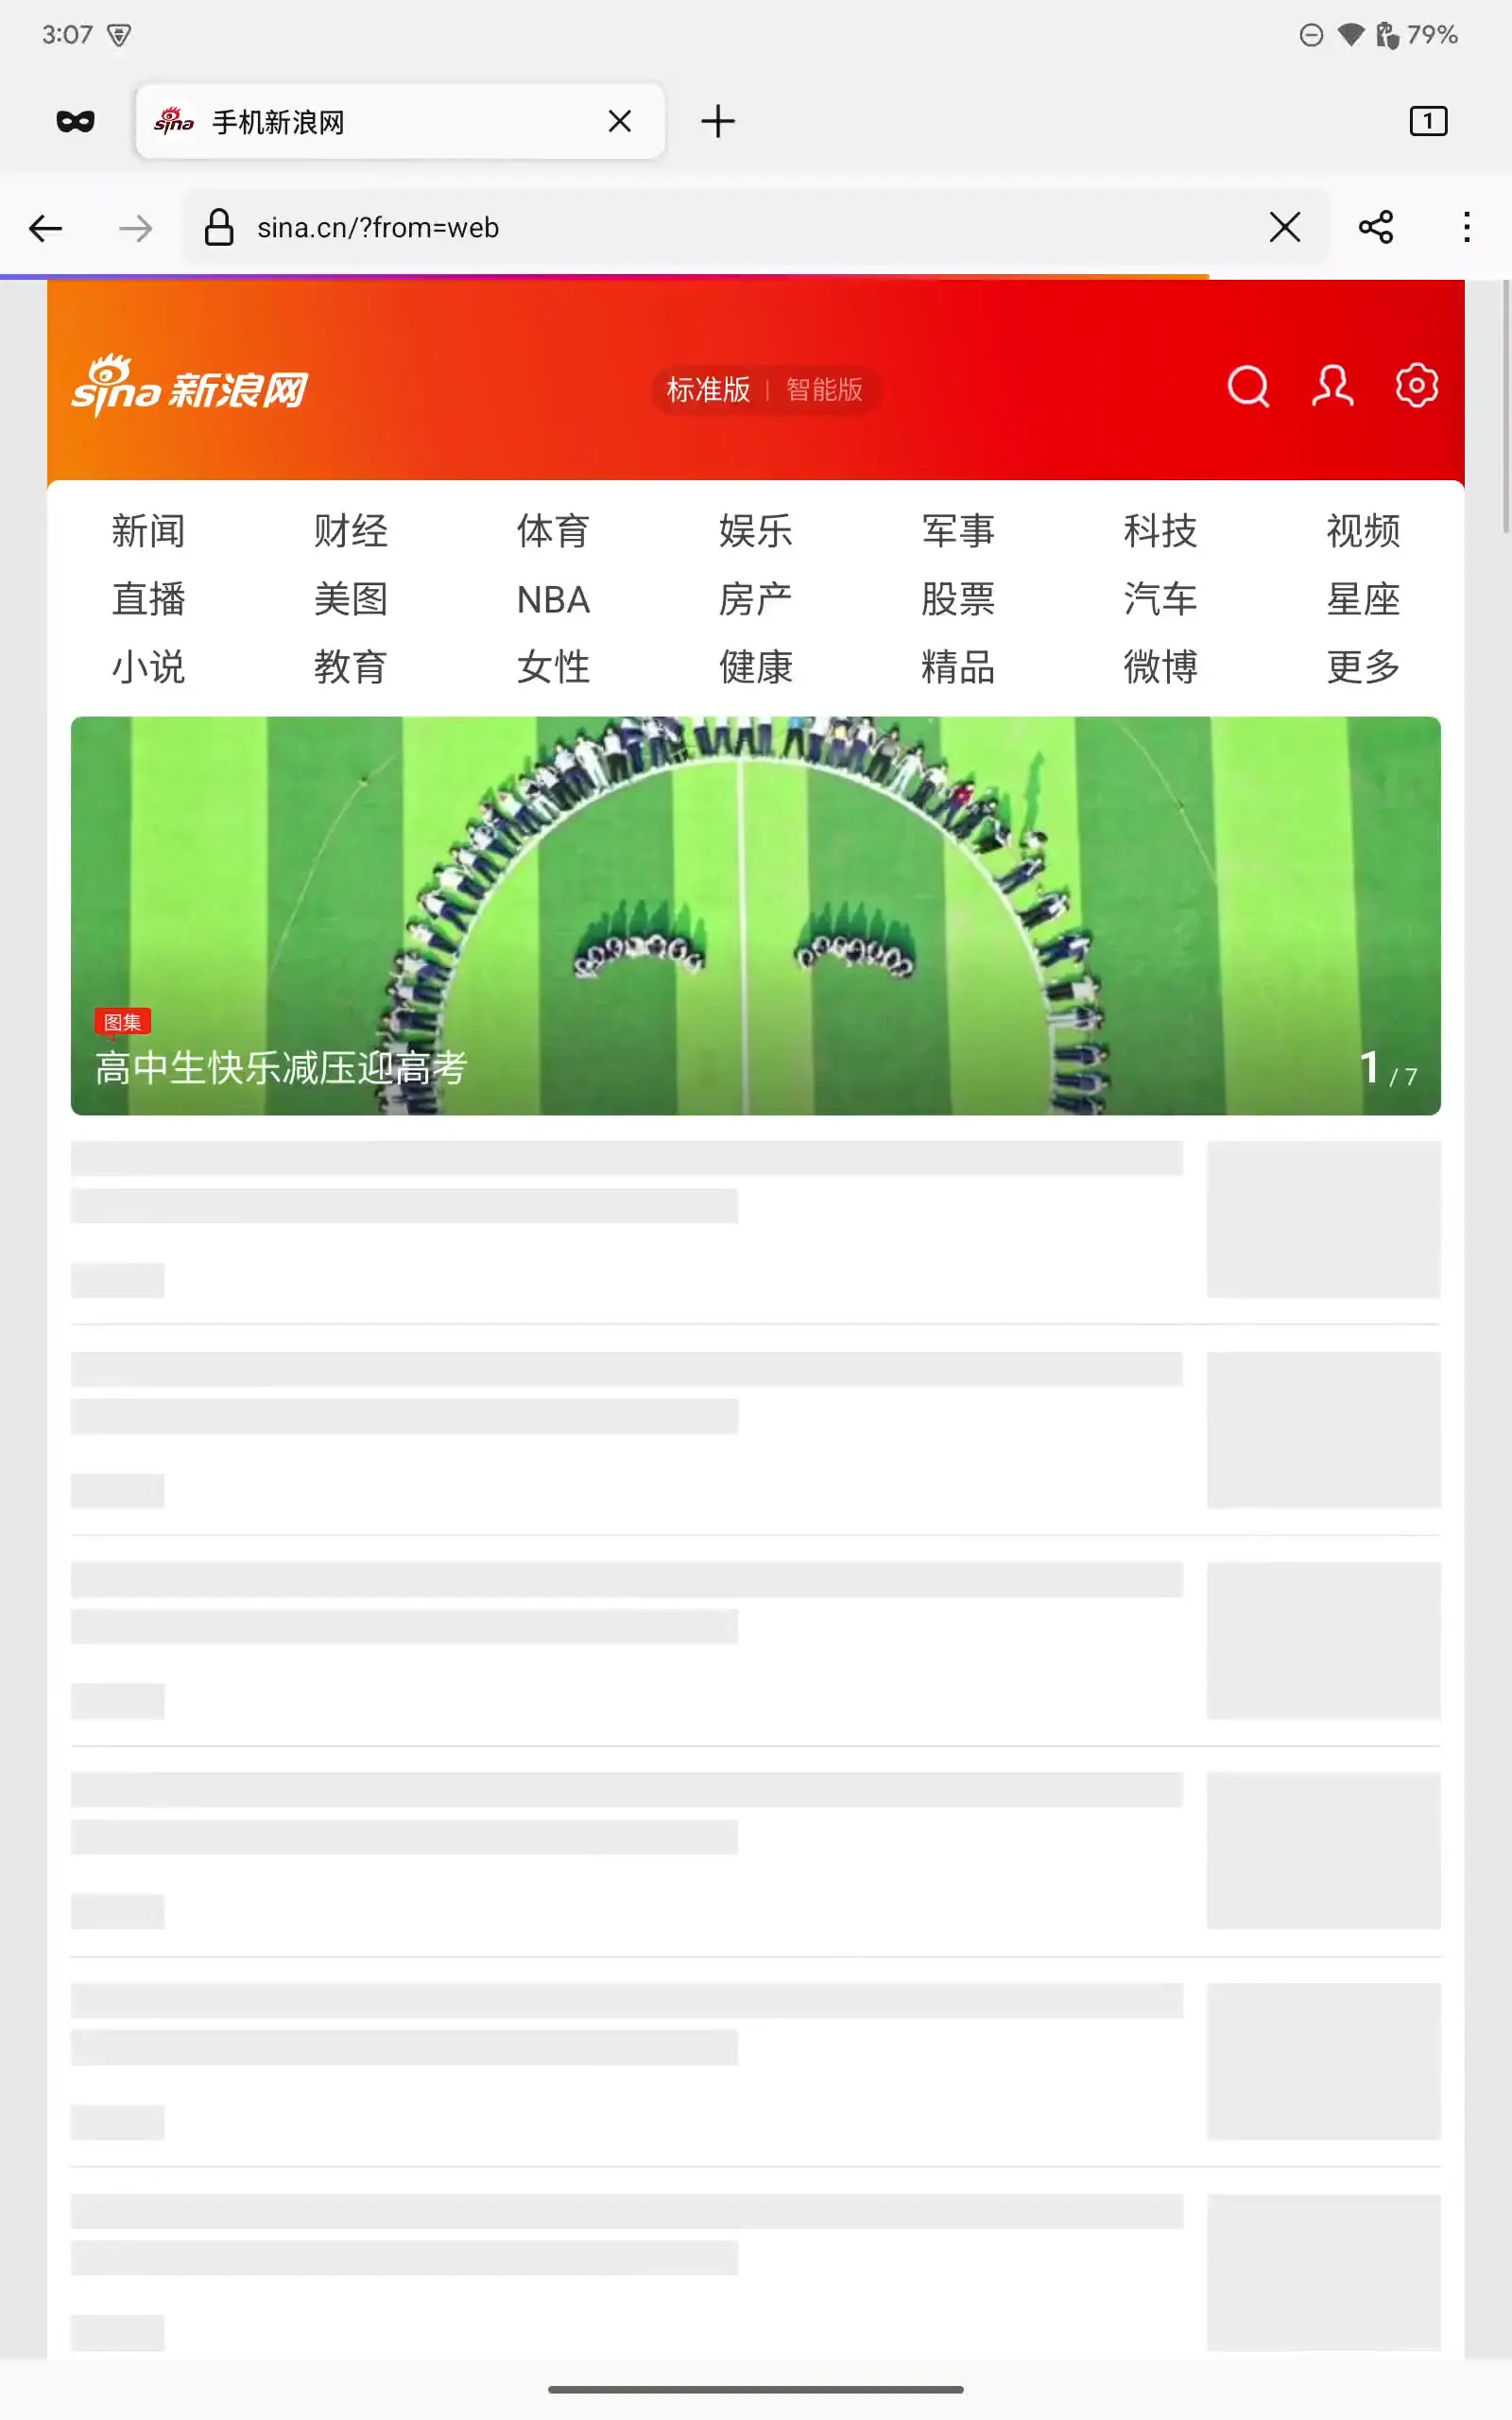 3:07 79%
sina 手机新浪网 1
sina.cn/?from=web
sina 新浪网 标准版 | 智能版
新闻 财经 体育 娱乐 军事 科技 视频
直播 美图 NBA 房产 股票 汽车 星座
小说 教育 女性 健康 精品 微博 更多
图集
高中生快乐减压迎高考 1 / 7